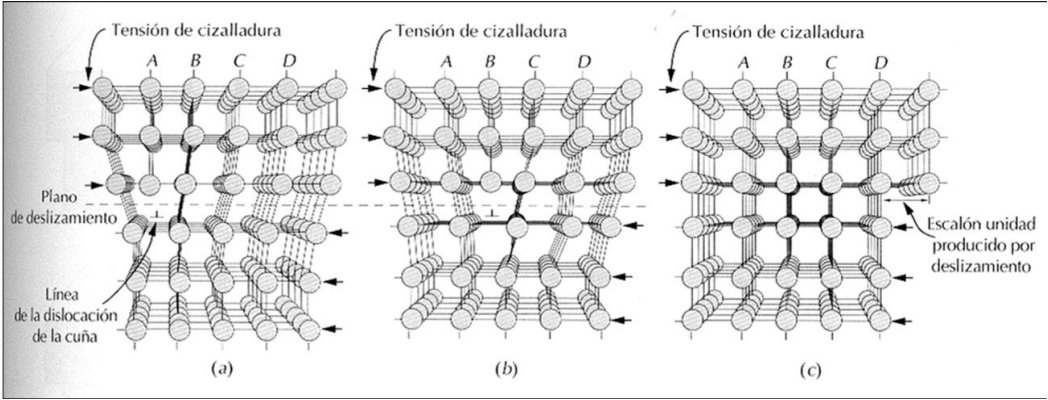 Tensión de cizalladura
A B C D
Plano
de deslizamiento
Línea
de la dislocación
de la cuña
(a)
Tensión de cizalladura
A B C D
(b)
Tensión de cizalladura
A B C D
Escalón unidad
producido por
deslizamiento
(c)